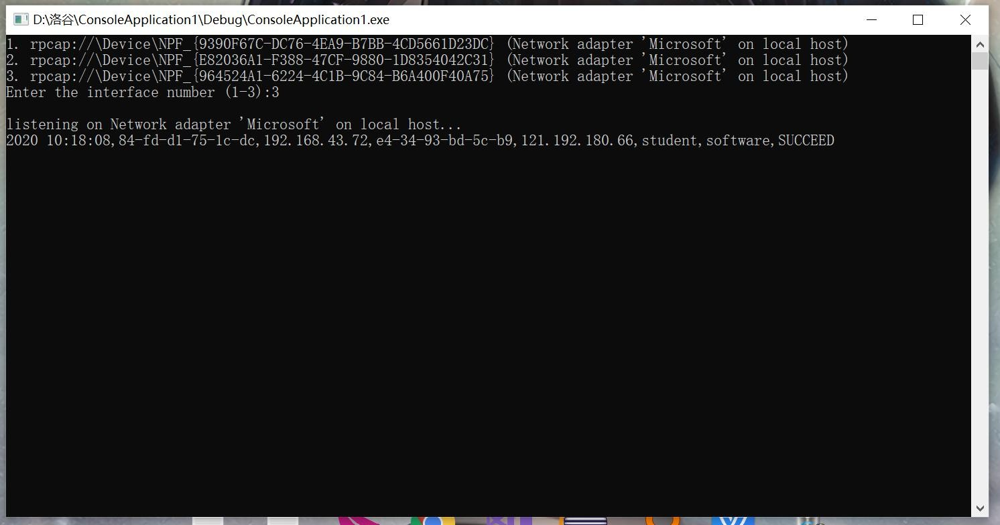 D:\洛谷\ConsoleApplication1\Debug\ConsoleApplication1.exe
1. rpcap://\Device\NPF_{9390F67C-DC76-4EA9-B7BB-4CD5661D23DC} (Network adapter 'Microsoft' on local host)
2. rpcap://\Device\NPF_{E82036A1-F388-47CF-9880-1D8354042C31} (Network adapter 'Microsoft' on local host)
3. rpcap://\Device\NPF_{964524A1-6224-4C1B-9C84-B6A400F40A75} (Network adapter 'Microsoft' on local host)
Enter the interface number (1-3):3
listening on Network adapter 'Microsoft' on local host...
2020 10:18:08,84-fd-d1-75-1c-dc,192.168.43.72,e4-34-93-bd-5c-b9,121.192.180.66,student,software,SUCCEED